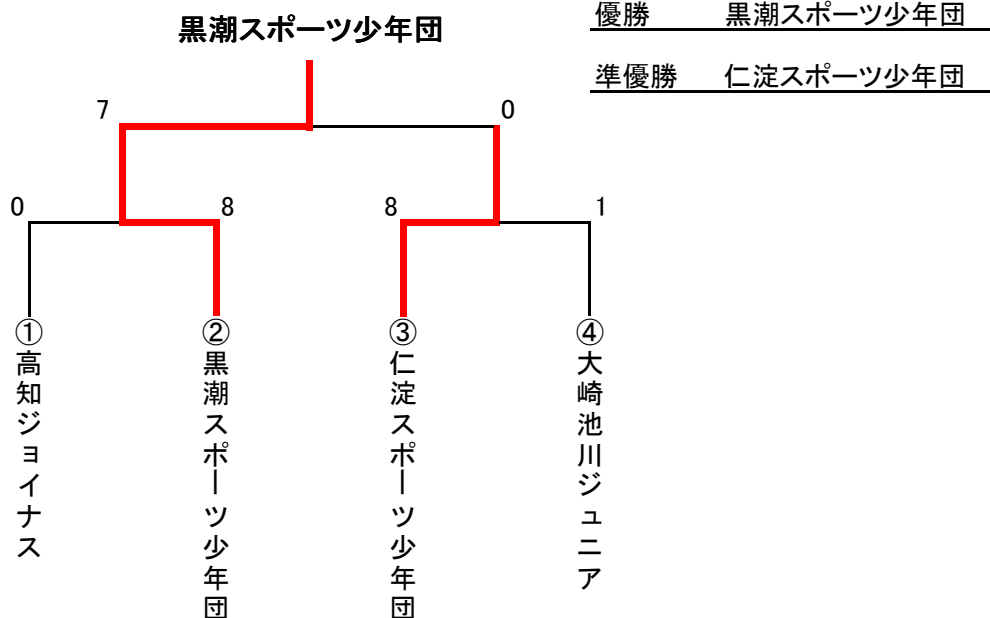 黒潮スポーツ少年団
優勝 黒潮スポーツ少年団
準優勝 仁淀スポーツ少年団
7
0
0
8
8
1
①高知ジョイナス
②黒潮スポーツ少年団
③仁淀スポーツ少年団
④大崎池川ジュニア